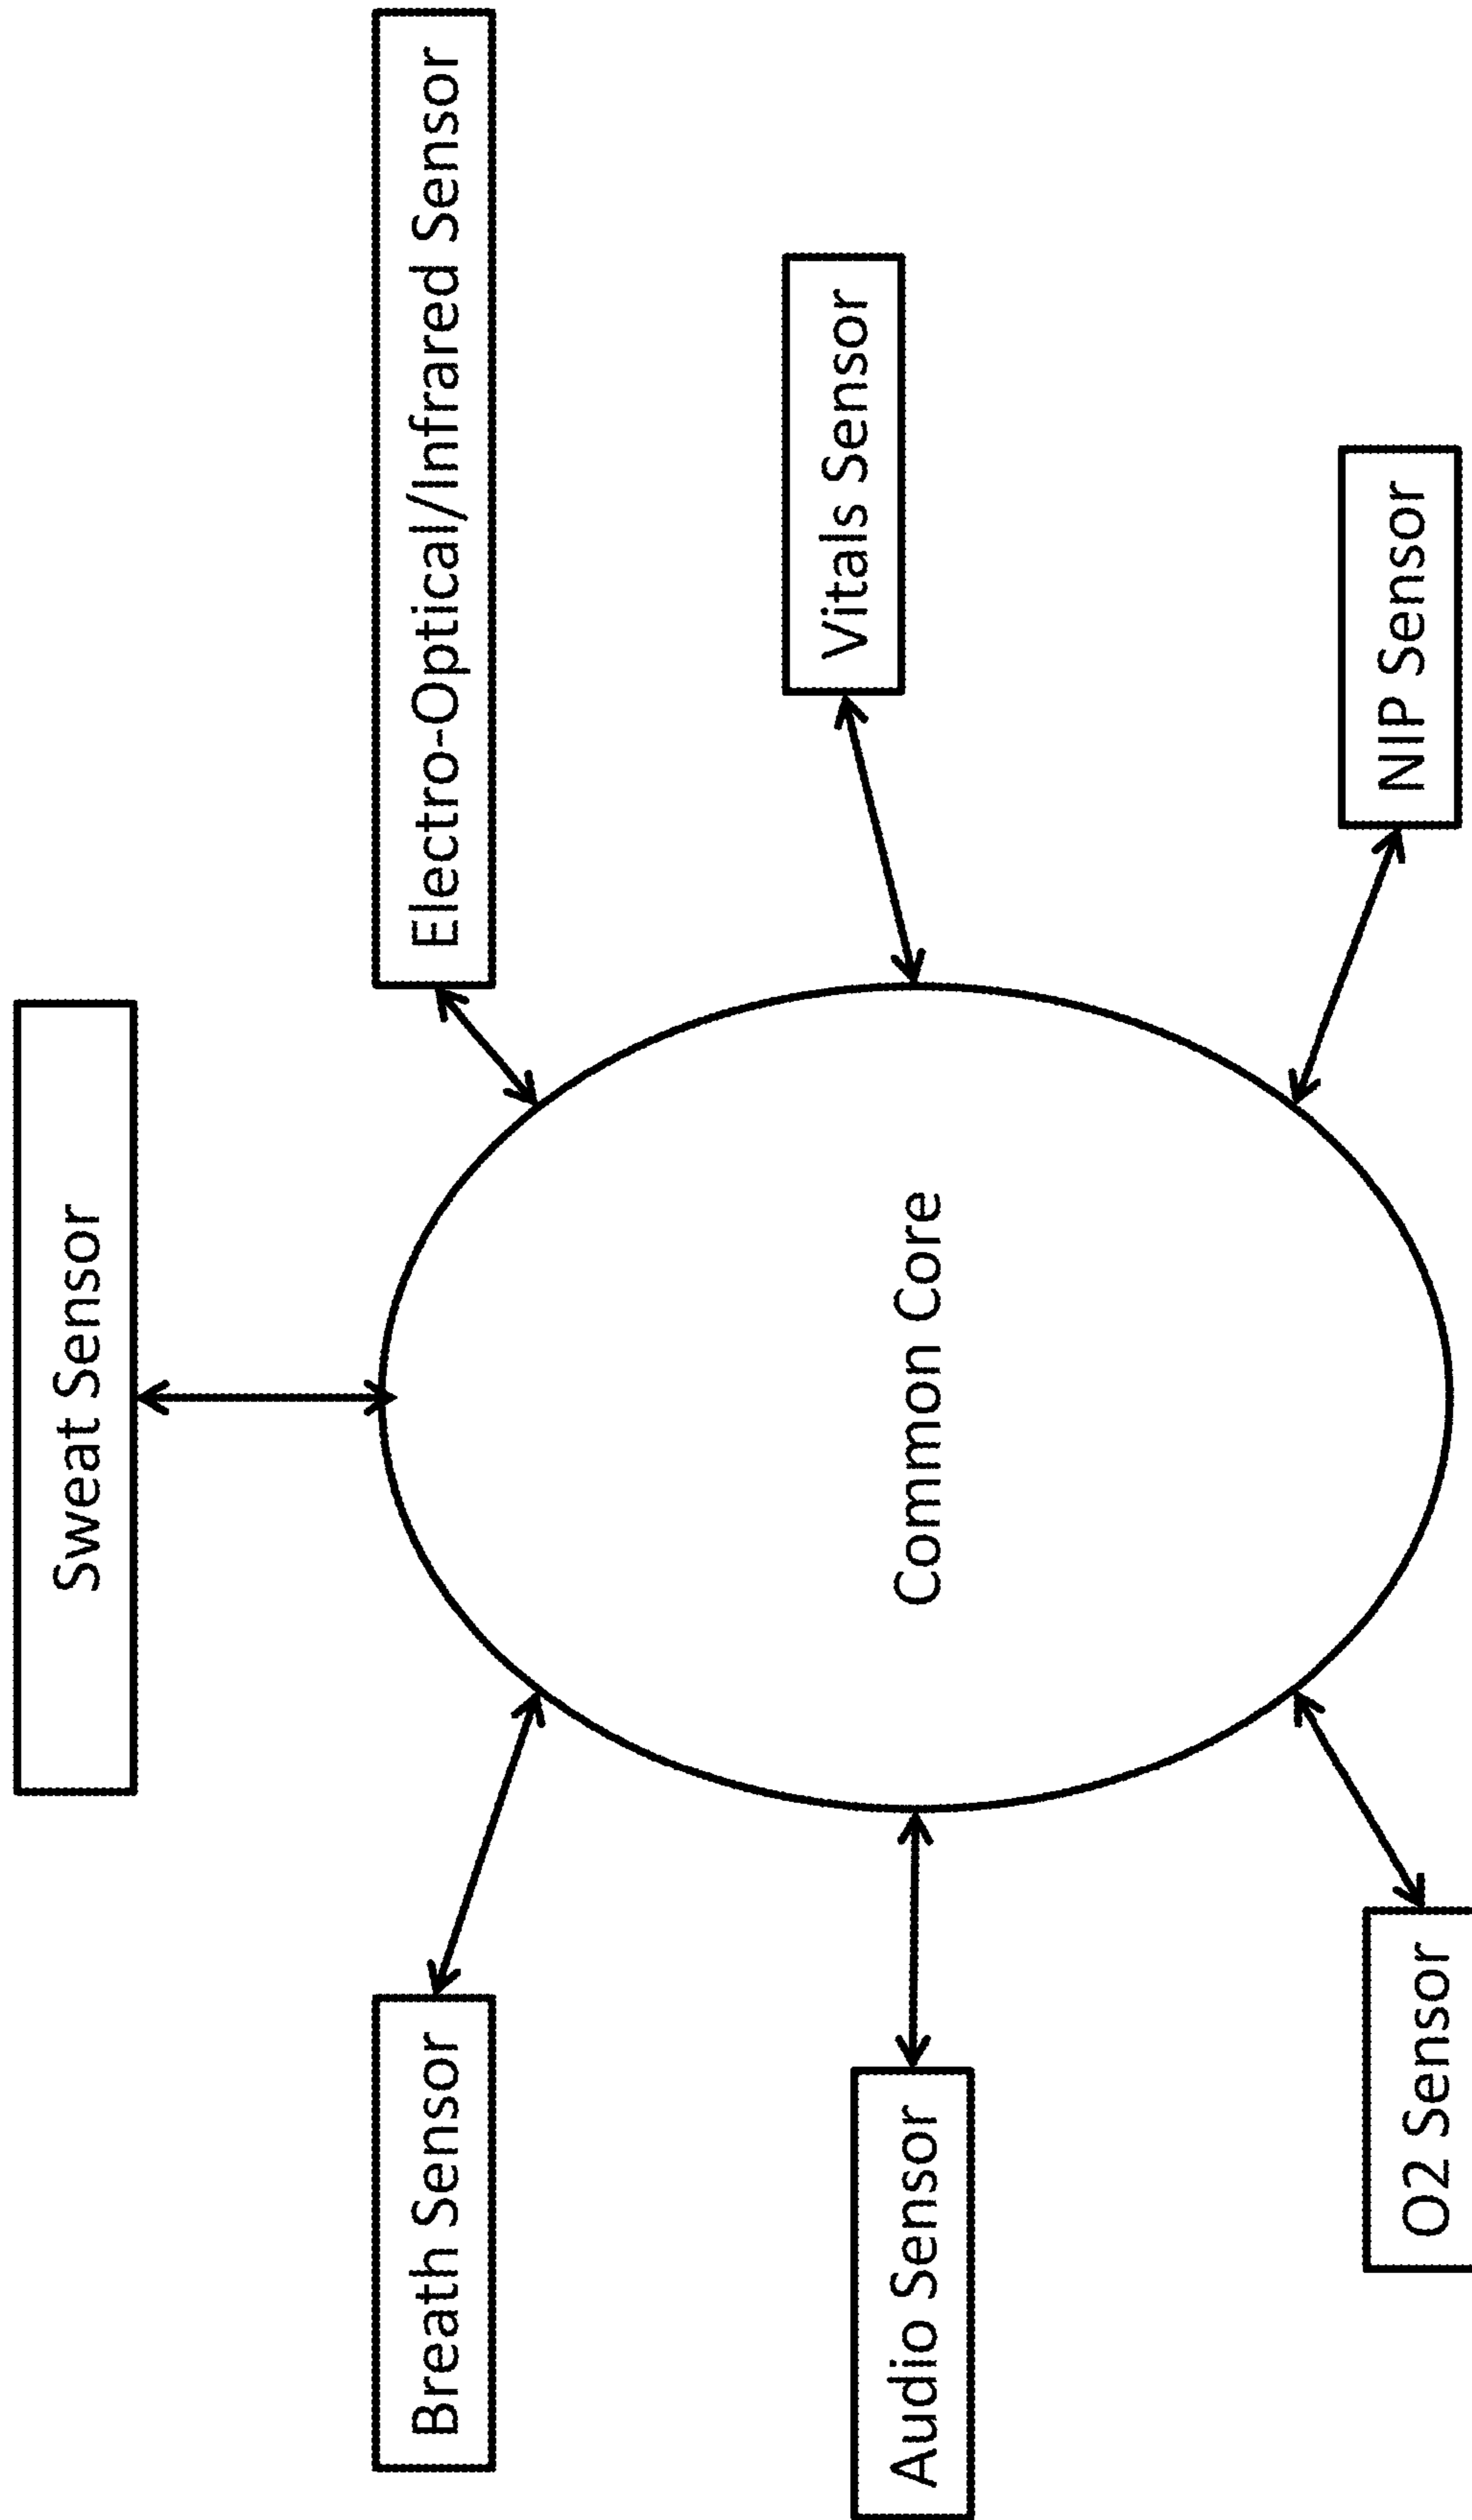 Sweat Sensor
Breath Sensor
Electro-Optical/Infrared Sensor
Audio Sensor
Common Core
Vitals Sensor
O2 Sensor
NIP Sensor